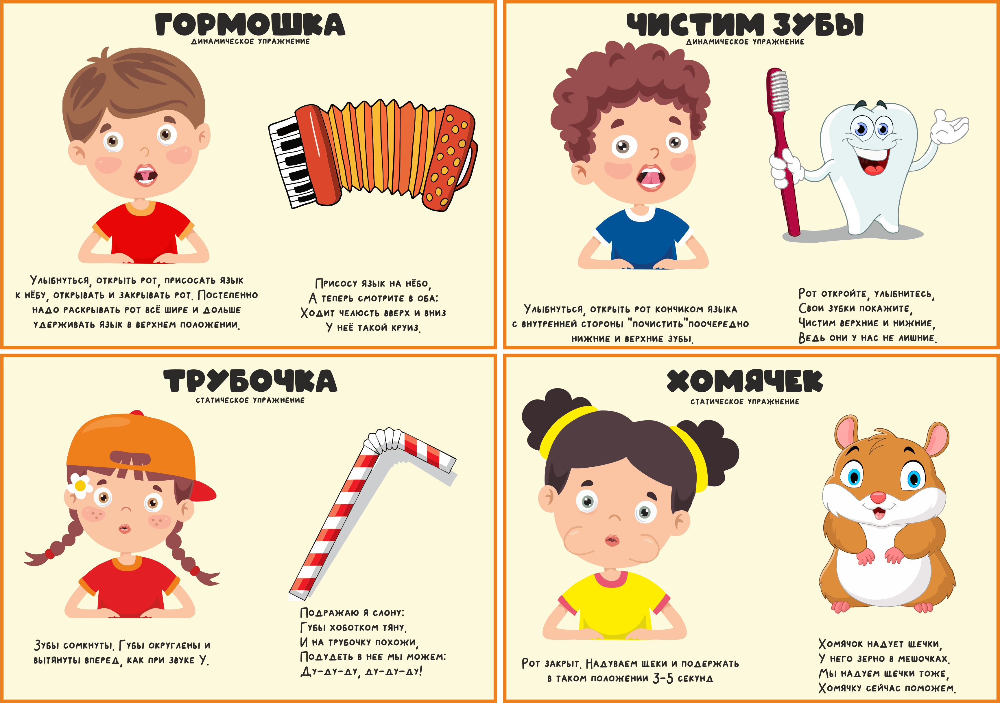 ГОРМОШКА
ДИНАМИЧЕСКОЕ УПРАЖНЕНИЕ
Улыбнуться, открыть рот, присосать язык
к нёбу, открывать и закрывать рот. Постепенно
надо раскрывать рот всё шире и дольше
удерживать язык в верхнем положении.
Присосу язык на нёбо,
А теперь смотрите в оба:
Ходит челюсть вверх и вниз
У неё такой круиз.
ЧИСТИМ ЗУБЫ
ДИНАМИЧЕСКОЕ УПРАЖНЕНИЕ
Улыбнуться, открыть рот кончиком языка
с внутренней стороны "почистить"поочередно
нижние и верхние зубы.
Рот откройте, улыбнитесь,
Свои зубки покажите,
Чистим верхние и нижние,
Ведь они у нас не лишние.
ТРУБОЧКА
СТАТИЧЕСКОЕ УПРАЖНЕНИЕ
Зубы сомкнуты. Губы округлены и
вытянуты вперед, как при звуке У.
Подражаю я слону:
Губы хоботком тяну.
И на трубочку похожи,
Подудеть в нее мы можем:
Ду-ду-ду, ду-ду-ду!
ХОМЯЧЕК
СТАТИЧЕСКОЕ УПРАЖНЕНИЕ
Рот закрыт. Надуваем щеки и подержать
в таком положении 3-5 секунд
Хомячок надует щечки,
У него зерно в мешочках.
Мы надуем щечки тоже,
Хомячку сейчас поможем.